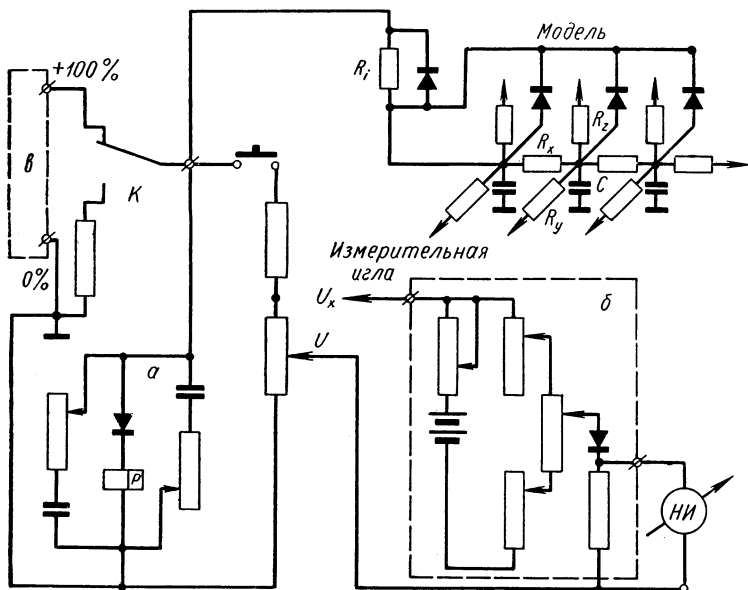 Модель
+100%
R_i
в
R_z
R_x
К
С
R_y
0%
Измерительная
игла
U_x
б
U
а
Р
НИ